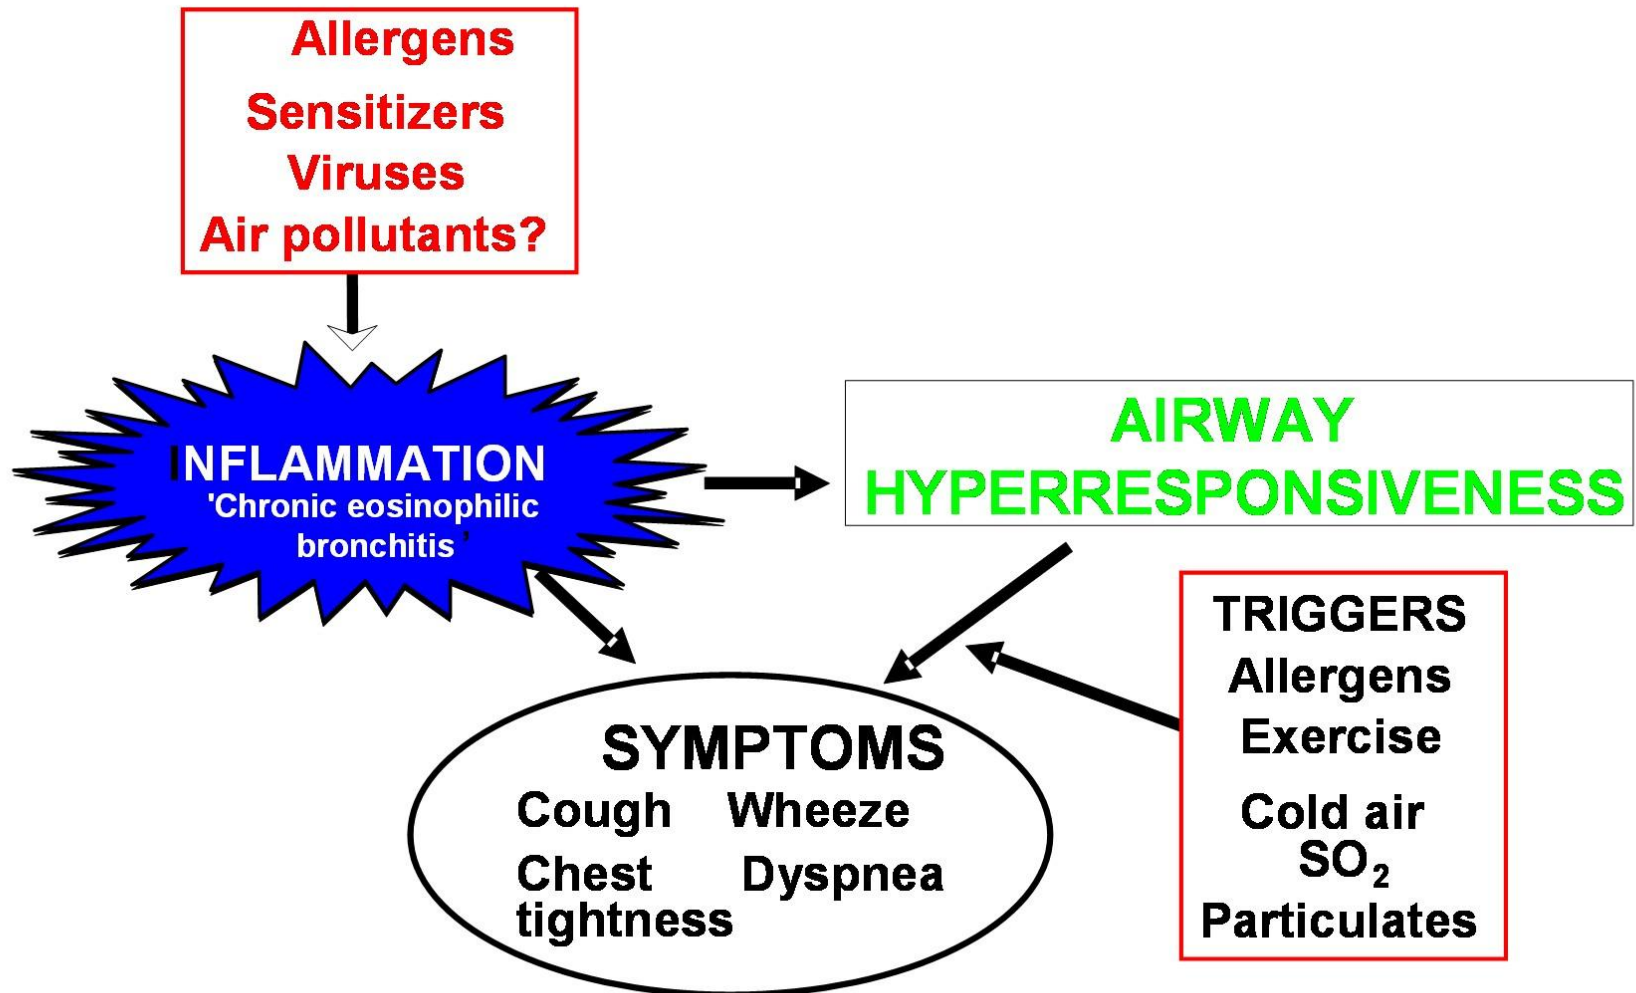 Allergens
Sensitizers
Viruses
Air pollutants?
INFLAMMATION
'Chronic eosinophilic
bronchitis '
AIRWAY
HYPERRESPONSIVENESS
TRIGGERS
Allergens
Exercise
Cold air
SO₂
Particulates
SYMPTOMS
Cough Wheeze
Chest Dyspnea
tightness